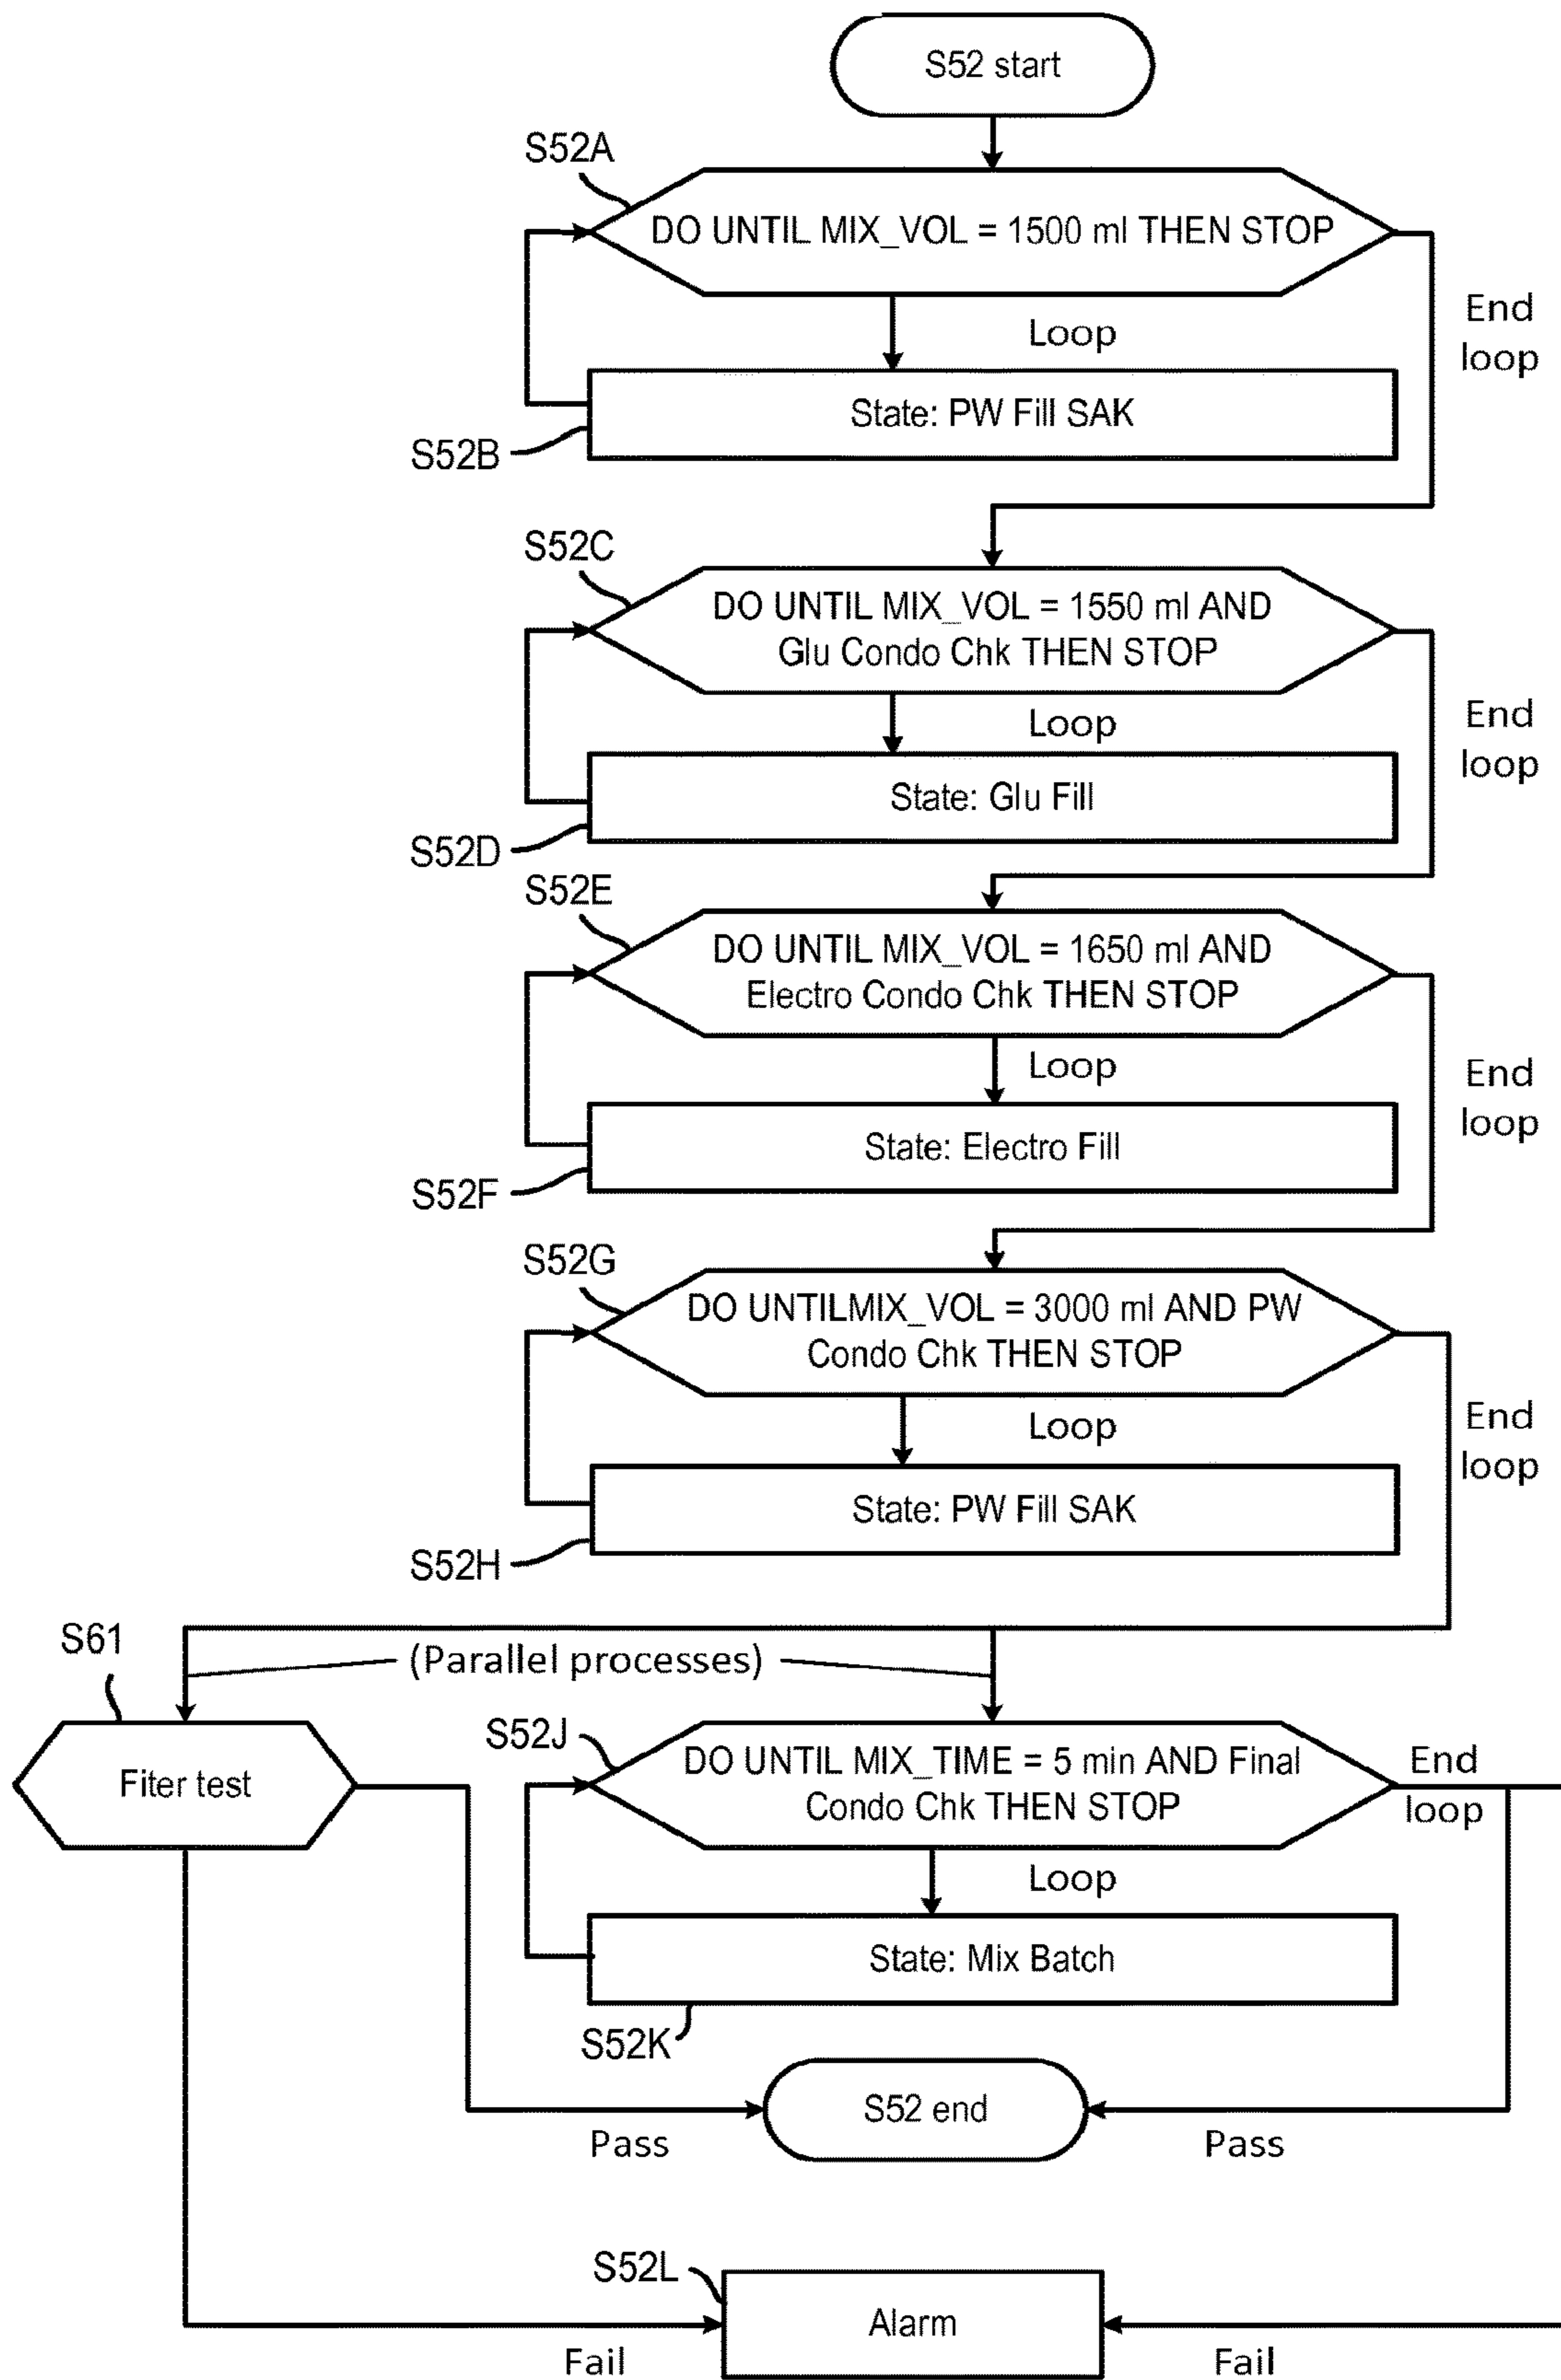 S52 start
S52A
DO UNTIL MIX_VOL = 1500 ml THEN STOP
End
loop
Loop
State: PW Fill SAK
S52B
S52C
DO UNTIL MIX_VOL = 1550 ml AND
Glu Condo Chk THEN STOP
End
loop
Loop
State: Glu Fill
S52D
S52E
DO UNTIL MIX_VOL = 1650 ml AND
Electro Condo Chk THEN STOP
End
loop
Loop
State: Electro Fill
S52F
S52G
DO UNTILMIX_VOL = 3000 ml AND PW
Condo Chk THEN STOP
End
loop
Loop
State: PW Fill SAK
S52H
S61
(Parallel processes)
Fiter test
S52J
DO UNTIL MIX_TIME = 5 min AND Final
Condo Chk THEN STOP
End
loop
Loop
State: Mix Batch
S52K
S52 end
Pass
Pass
S52L
Alarm
Fail
Fail